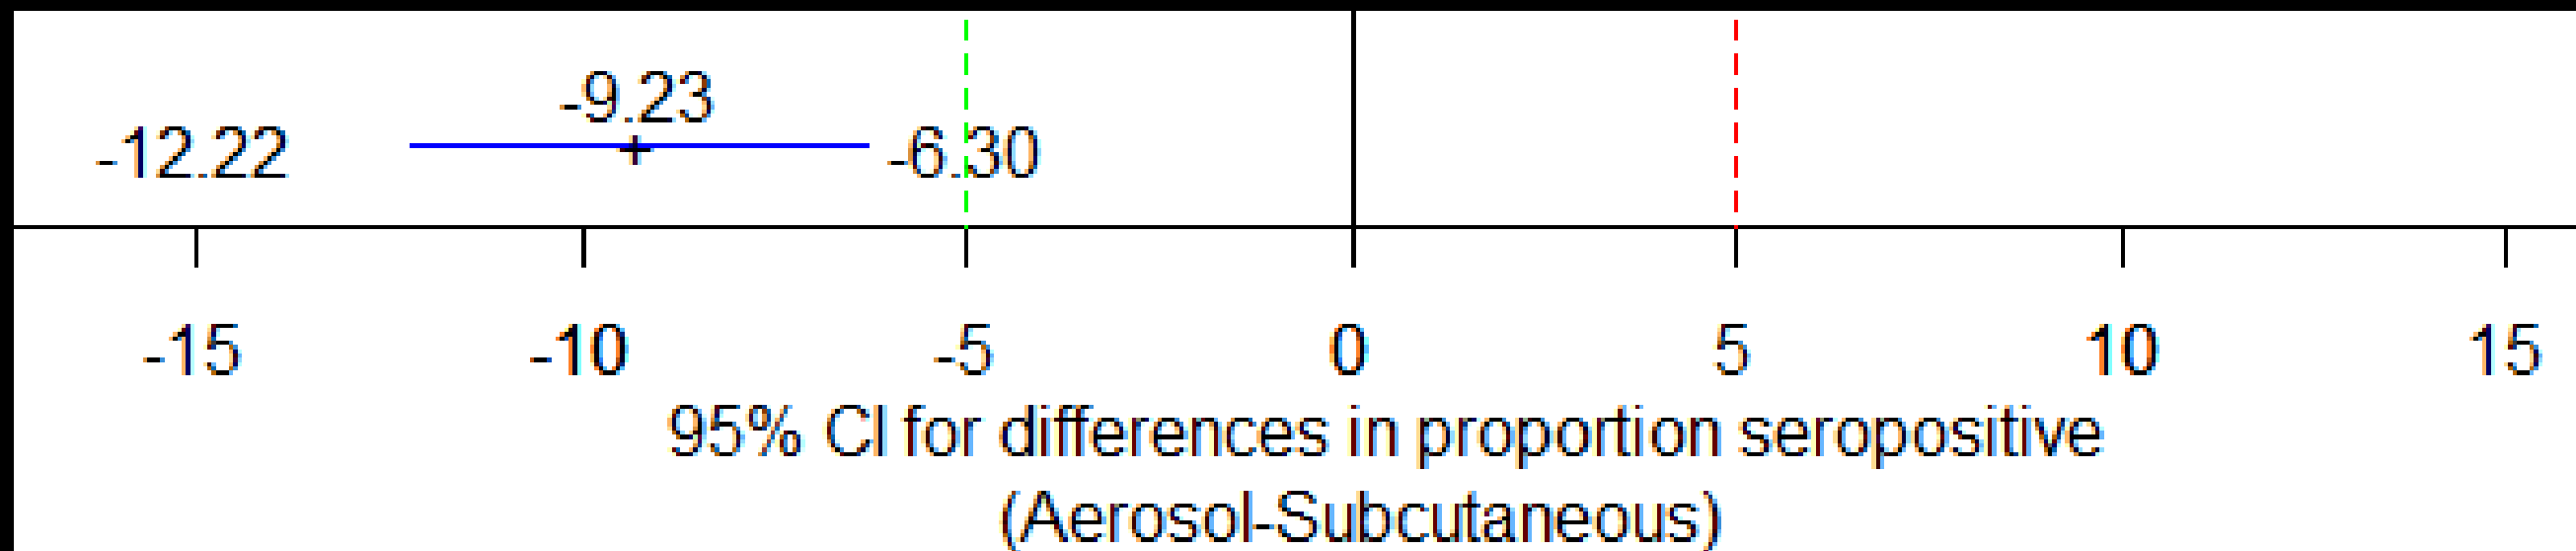 -9.23
-12.22 -6.30
-15 -10 -5 0 5 10 15
95% CI for differences in proportion seropositive
(Aerosol-Subcutaneous)